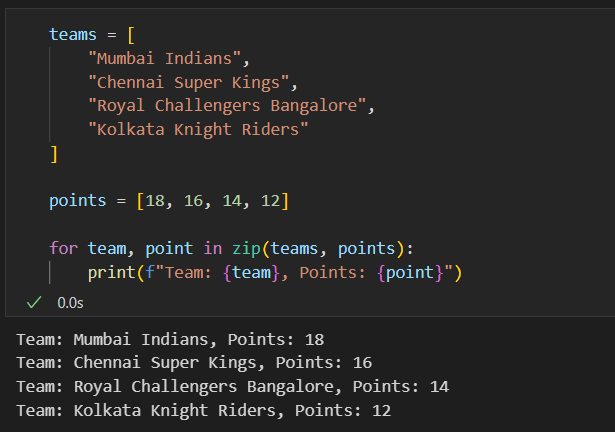 teams = [
    "Mumbai Indians",
    "Chennai Super Kings",
    "Royal Challengers Bangalore",
    "Kolkata Knight Riders"
]
points = [18, 16, 14, 12]
for team, point in zip(teams, points):
    print(f"Team: {team}, Points: {point}")
0.0s
Team: Mumbai Indians, Points: 18
Team: Chennai Super Kings, Points: 16
Team: Royal Challengers Bangalore, Points: 14
Team: Kolkata Knight Riders, Points: 12